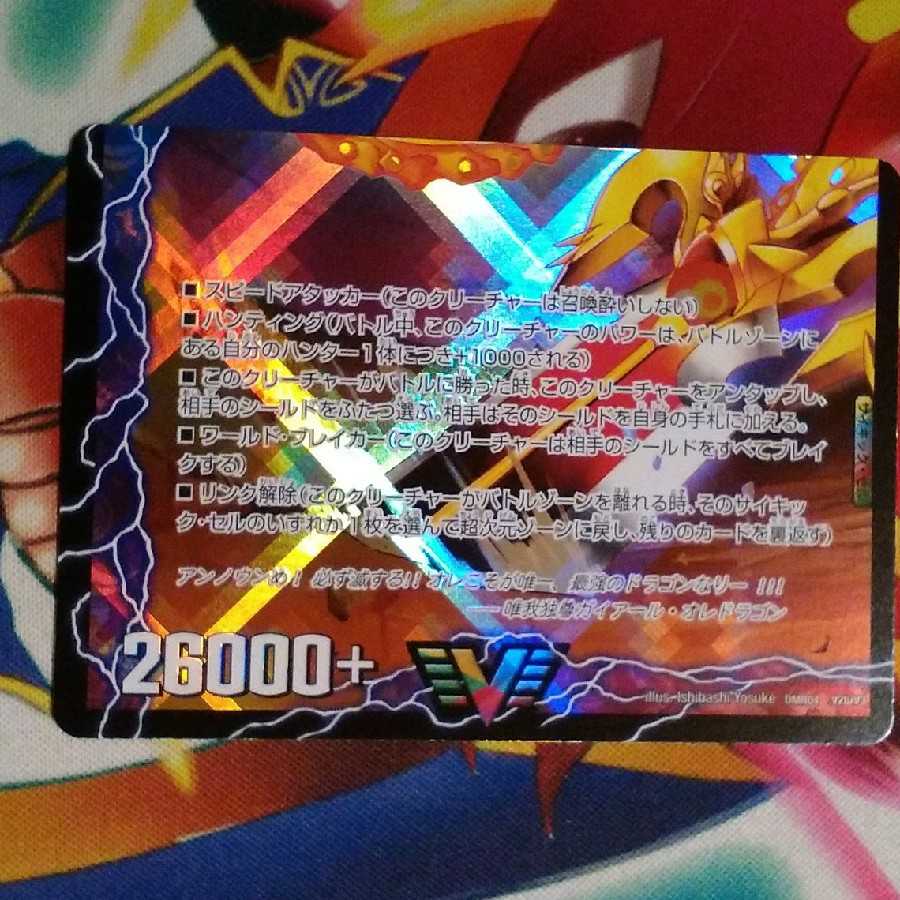 ■ スピードアタッカー(このクリーチャーは召喚酔いしない)
■ ハンティング(バトル中、このクリーチャーのパワーは、バトルゾーンに
ある自分のハンター1体につき+1000される)
■ このクリーチャーがバトルに勝った時、このクリーチャーをアンタップし、
相手のシールドをふたつ選ぶ。相手はそのシールドを自身の手札に加える。
■ ワールド・ブレイカー(このクリーチャーは相手のシールドをすべてブレイ
クする)
■ リンク解除(このクリーチャーがバトルゾーンを離れる時、そのサイキッ
ク・セルのいずれか1枚を選んで超次元ゾーンに戻し、残りのカードを裏返す)
アンノウンめ! 必ず滅する!! オレこそが唯一、最強のドラゴンなりー !!!
── 唯我独尊ガイアール・オレドラゴン
26000+
illus. Ishibashi Yosuke